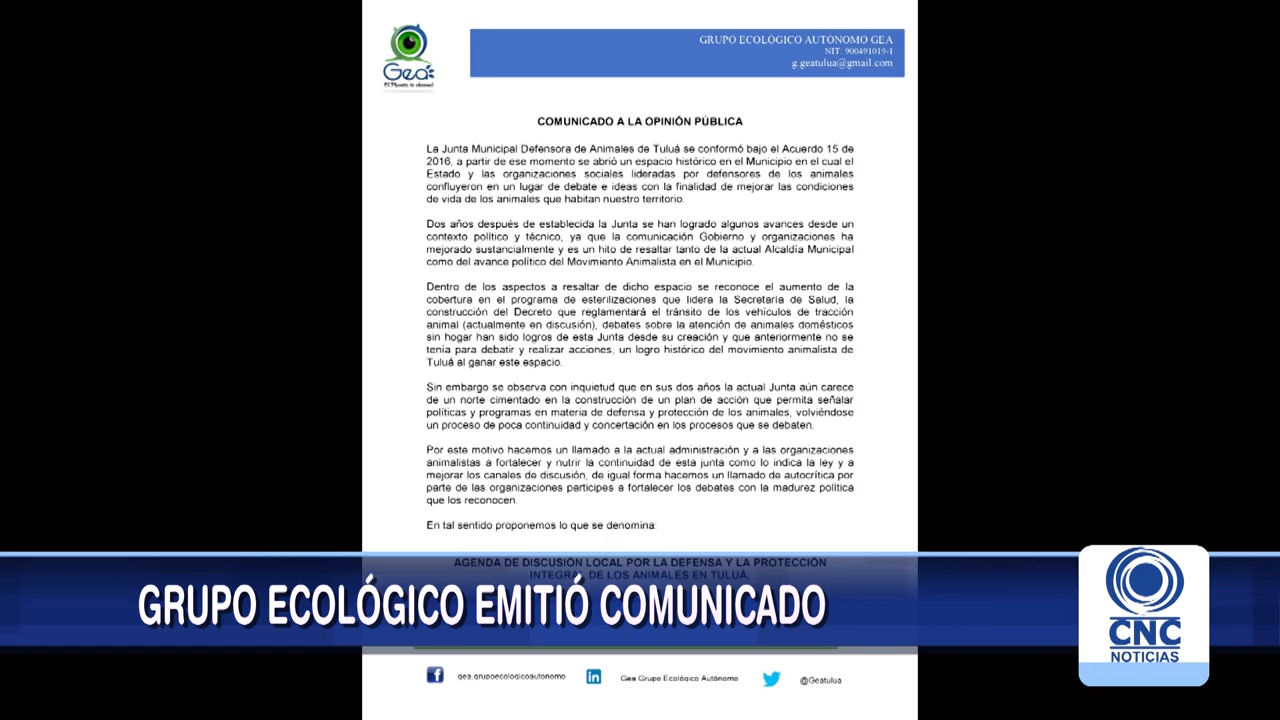 Gea
El Planeta te observa!
GRUPO ECOLÓGICO AUTÓNOMO GEA
NIT: 900491019-1
g.geatulua@gmail.com
COMUNICADO A LA OPINIÓN PÚBLICA
La Junta Municipal Defensora de Animales de Tuluá se conformó bajo el Acuerdo 15 de
2016, a partir de ese momento se abrió un espacio histórico en el Municipio en el cual el
Estado y las organizaciones sociales lideradas por defensores de los animales
confluyeron en un lugar de debate e ideas con la finalidad de mejorar las condiciones
de vida de los animales que habitan nuestro territorio.
Dos años después de establecida la Junta se han logrado algunos avances desde un
contexto político y técnico, ya que la comunicación Gobierno y organizaciones ha
mejorado sustancialmente y es un hito de resaltar tanto de la actual Alcaldía Municipal
como del avance político del Movimiento Animalista en el Municipio.
Dentro de los aspectos a resaltar de dicho espacio se reconoce el aumento de la
cobertura en el programa de esterilizaciones que lidera la Secretaría de Salud, la
construcción del Decreto que reglamentará el tránsito de los vehículos de tracción
animal (actualmente en discusión), debates sobre la atención de animales domésticos
sin hogar han sido logros de esta Junta desde su creación y que anteriormente no se
tenía para debatir y realizar acciones, un logro histórico del movimiento animalista de
Tuluá al ganar este espacio.
Sin embargo se observa con inquietud que en sus dos años la actual Junta aún carece
de un norte cimentado en la construcción de un plan de acción que permita señalar
políticas y programas en materia de defensa y protección de los animales, volviéndose
un proceso de poca continuidad y concertación en los procesos que se debaten.
Por este motivo hacemos un llamado a la actual administración y a las organizaciones
animalistas a fortalecer y nutrir la continuidad de esta junta como lo indica la ley y a
mejorar los canales de discusión, de igual forma hacemos un llamado de autocrítica por
parte de las organizaciones participes a fortalecer los debates con la madurez política
que los reconocen.
En tal sentido proponemos lo que se denomina:
AGENDA DE DISCUSIÓN LOCAL POR LA DEFENSA Y LA PROTECCIÓN
INTEGRAL DE LOS ANIMALES EN TULUÁ.
GRUPO ECOLÓGICO EMITIÓ COMUNICADO
CNC
NOTICIAS
gea.grupoecologicoautonomo
Gea Grupo Ecológico Autónomo
@Geatulua